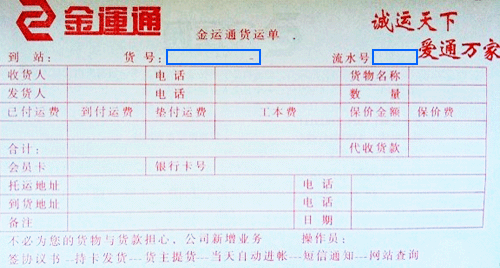 金運通
金运通货运单
诚运天下
爱通万家
到 站: 货 号: - 流水号
收货人 电 话 货物名称
发货人 电 话 数 量
已付运费 到付运费 垫付运费 工本费 保价金额 保价费
合计: 代收货款
会员卡 银行卡号
托运地址 电 话
到货地址 电 话
备注 日 期
不必为您的货物与货款担心、公司新增业务 操作员:
签协议书---持卡发货---货主提货---当天自动进帐---短信通知---网站查询